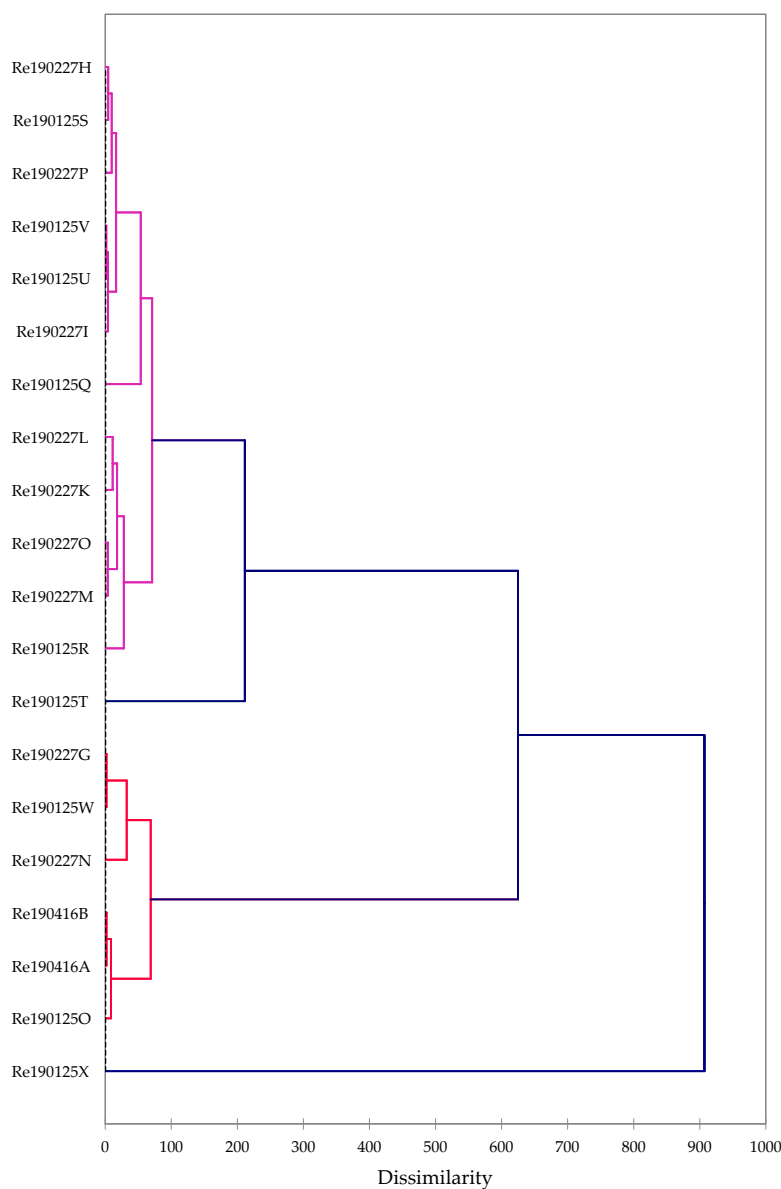 Re190227H
Re190125S
Re190227P
Re190125V
Re190125U
Re190227I
Re190125Q
Re190227L
Re190227K
Re190227O
Re190227M
Re190125R
Re190125T
Re190227G
Re190125W
Re190227N
Re190416B
Re190416A
Re190125O
Re190125X
0 100 200 300 400 500 600 700 800 900 1000
Dissimilarity